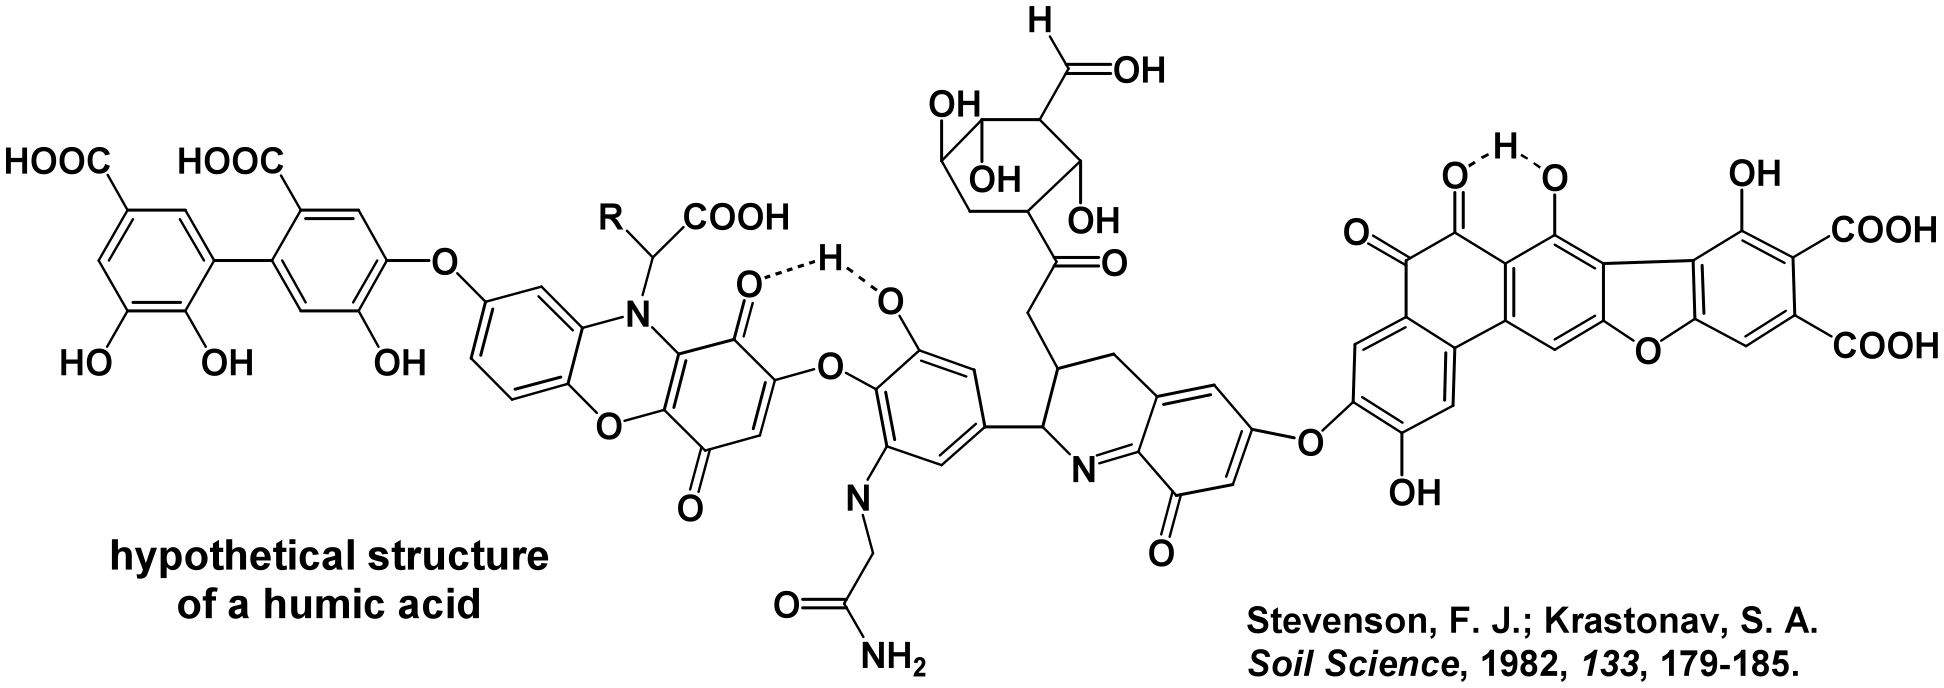 H
OH
OH
HOOC
HOOC
OH
OH
R
COOH
O
H
O
O
N
O
O
O
HO
OH
OH
O
O
N
O
NH2
N
O
O
OH
O
O
H
O
OH
COOH
COOH
O
OH
hypothetical structure
of a humic acid
Stevenson, F. J.; Krastonav, S. A.
Soil Science, 1982, 133, 179-185.